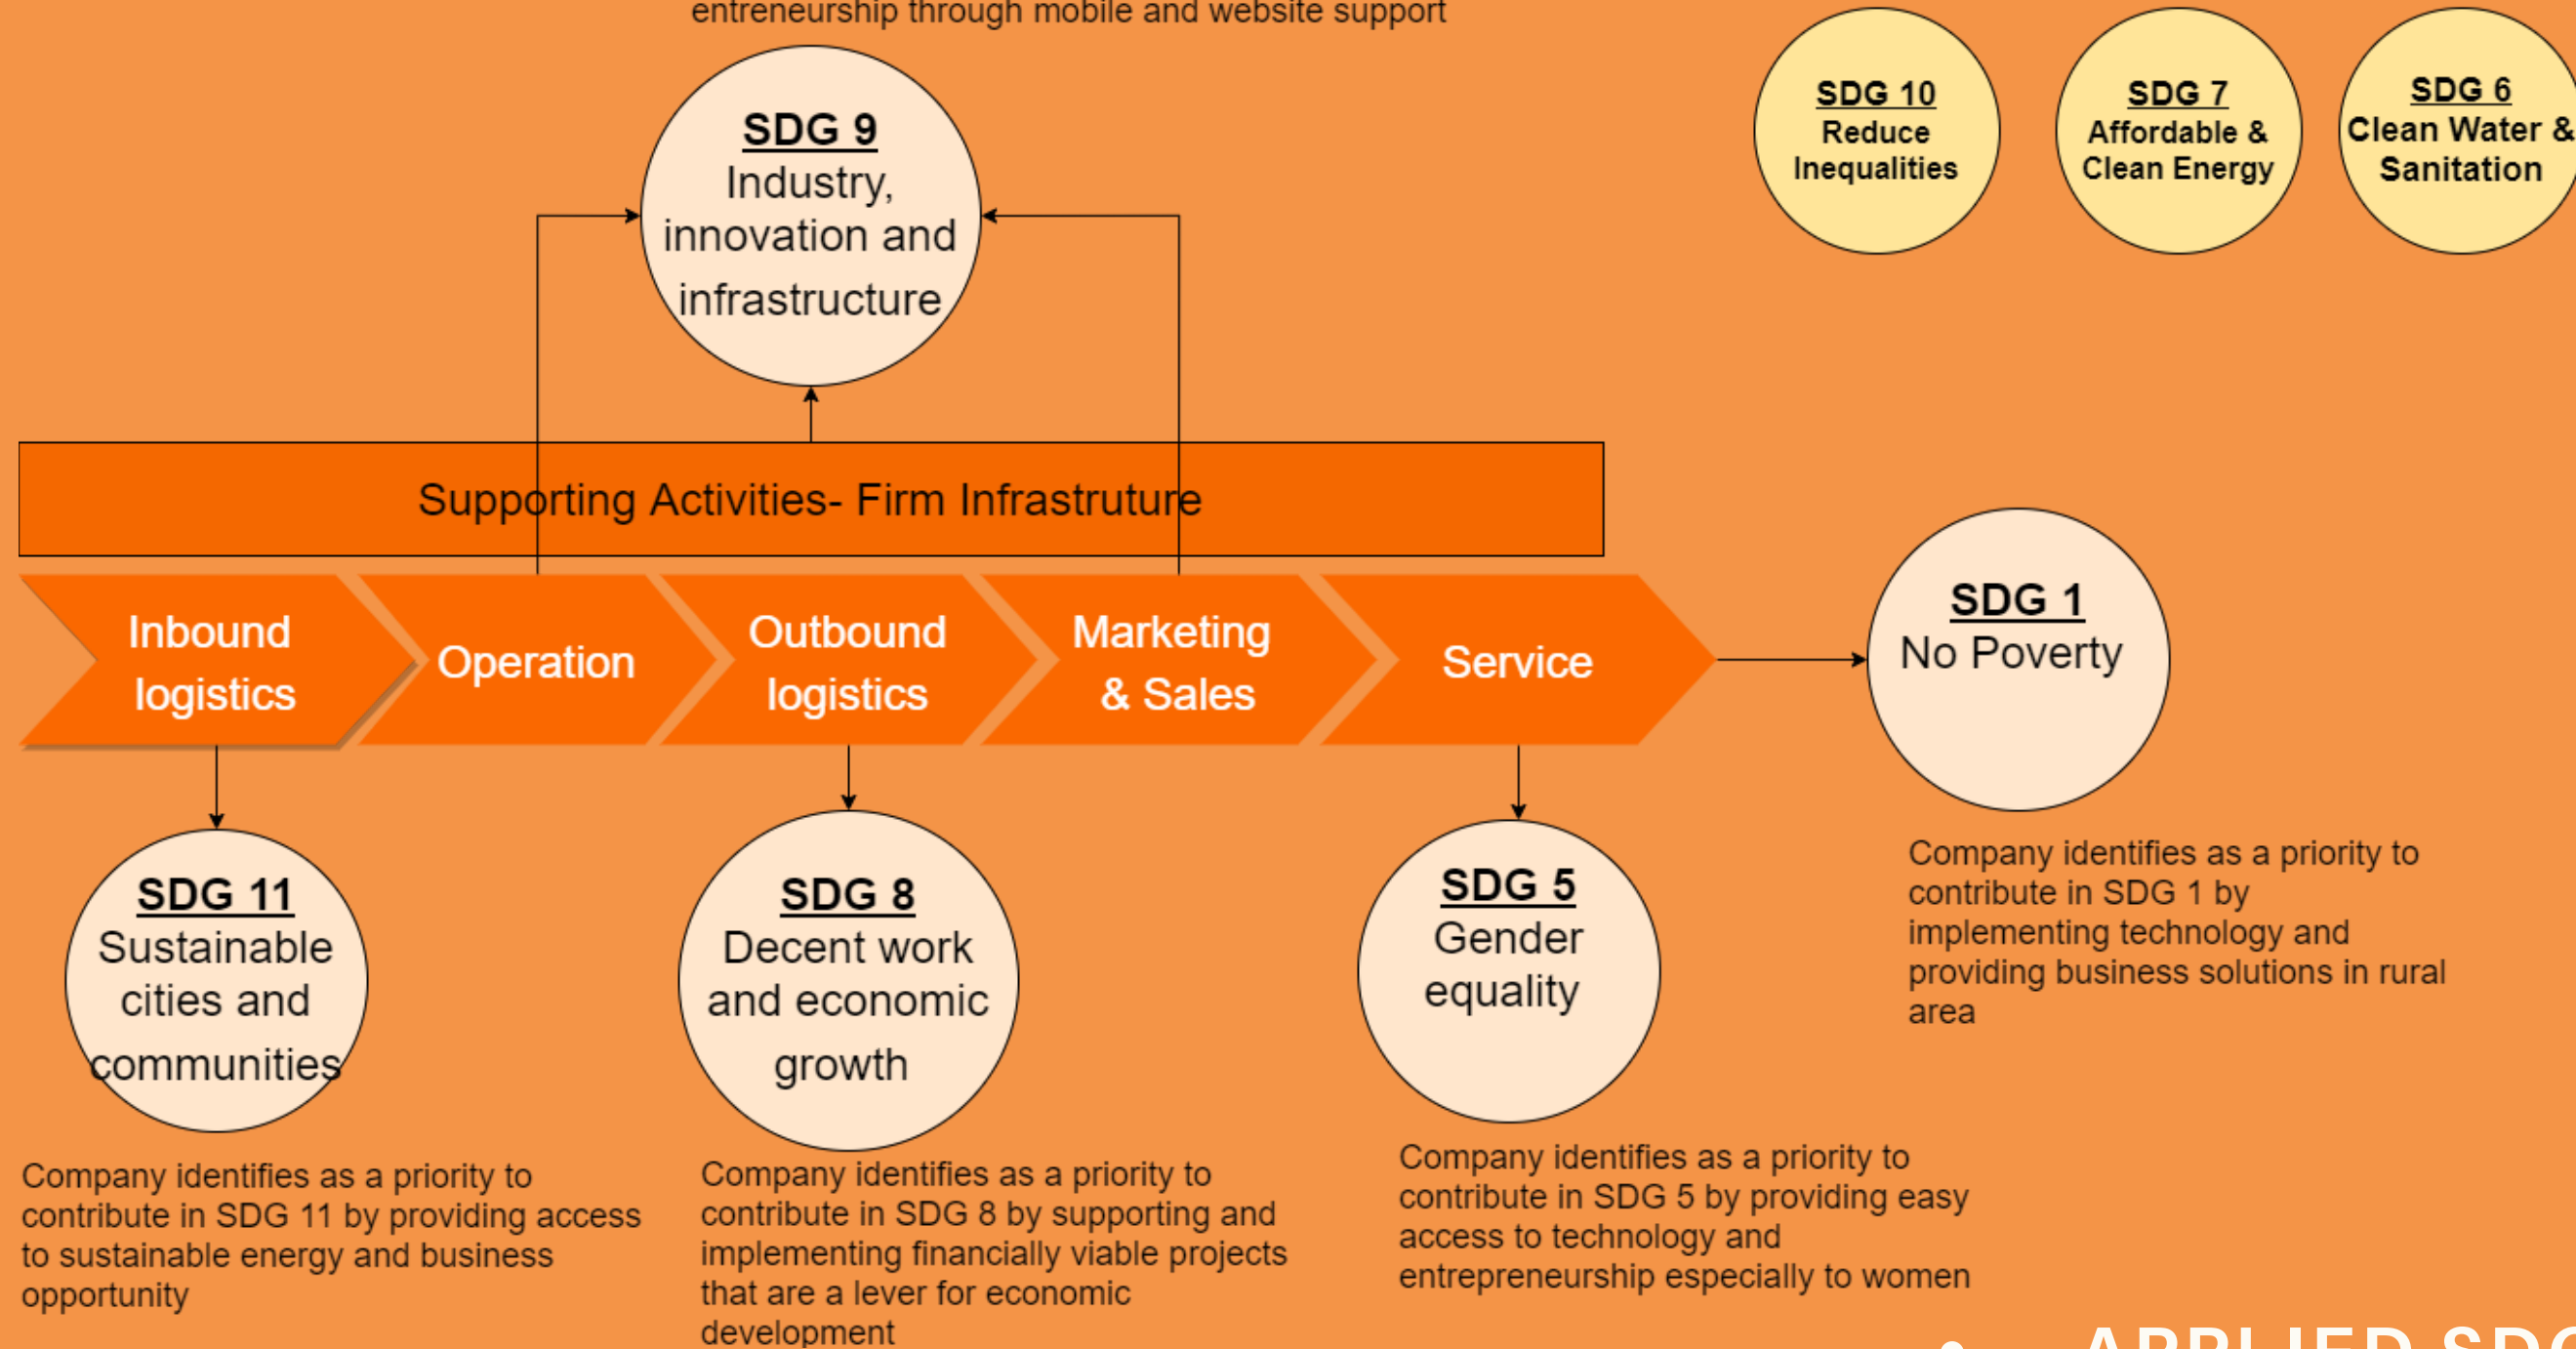 entreneurship through mobile and website support
SDG 9
Industry,
innovation and
infrastructure
SDG 10
Reduce
Inequalities
SDG 7
Affordable &
Clean Energy
SDG 6
Clean Water &
Sanitation
Supporting Activities- Firm Infrastruture
Inbound
logistics
Operation
Outbound
logistics
Marketing
& Sales
Service
SDG 1
No Poverty
Company identifies as a priority to
contribute in SDG 1 by
implementing technology and
providing business solutions in rural
area
SDG 11
Sustainable
cities and
communities
Company identifies as a priority to
contribute in SDG 11 by providing access
to sustainable energy and business
opportunity
SDG 8
Decent work
and economic
growth
Company identifies as a priority to
contribute in SDG 8 by supporting and
implementing financially viable projects
that are a lever for economic
development
SDG 5
Gender
equality
Company identifies as a priority to
contribute in SDG 5 by providing easy
access to technology and
entrepreneurship especially to women
• APPLIED SDG